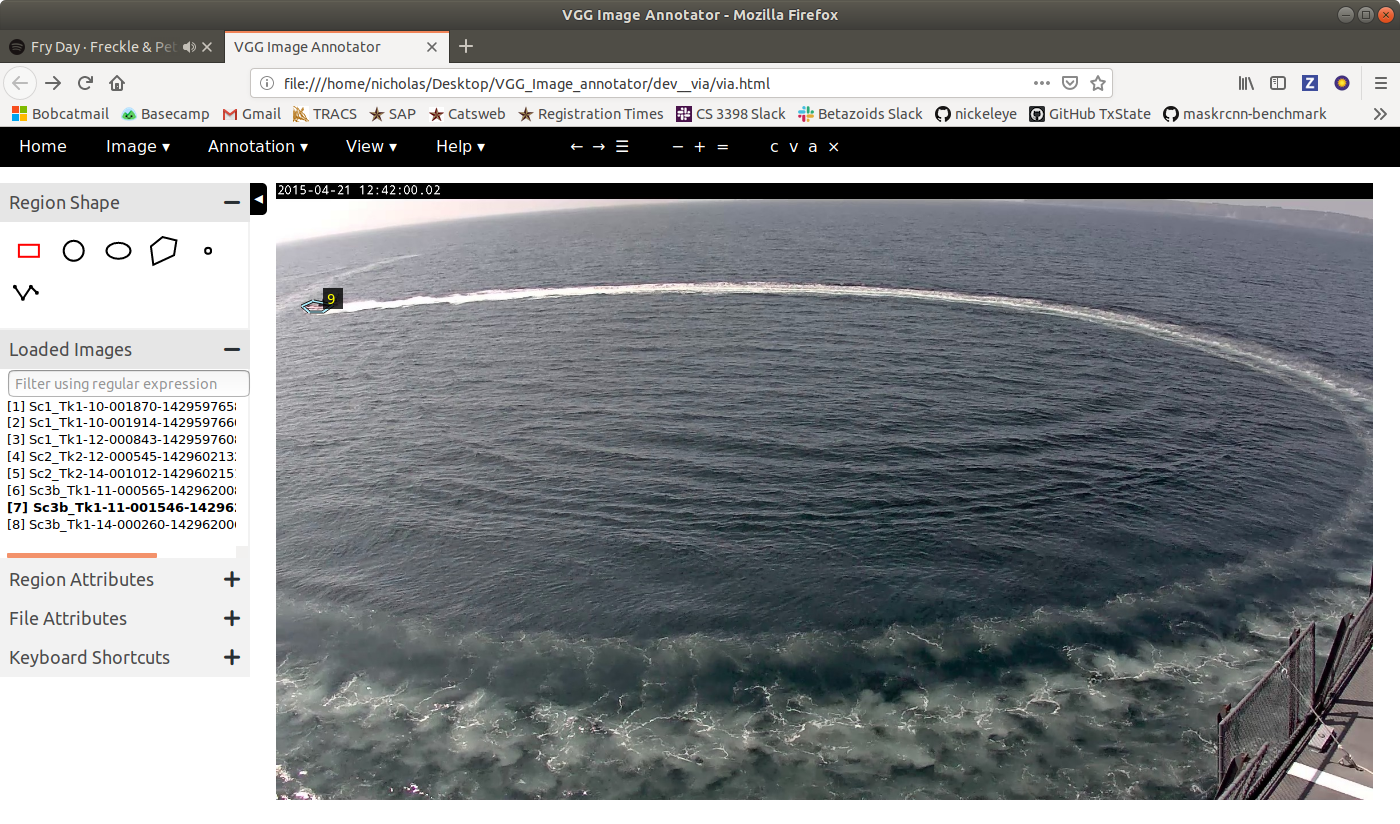 VGG Image Annotator - Mozilla Firefox
Fry Day · Freckle & Pet
VGG Image Annotator
file:///home/nicholas/Desktop/VGG_Image_annotator/dev__via/via.html
Z
Bobcatmail Basecamp Gmail TRACS SAP Catsweb Registration Times CS 3398 Slack Betazoids Slack nickeleye GitHub TxState maskrcnn-benchmark
Home Image ▾ Annotation ▾ View ▾ Help ▾ ← → ☰ − + = c v a ×
Region Shape
2015-04-21 12:42:00.02
9
Loaded Images
Filter using regular expression
[1] Sc1_Tk1-10-001870-1429597658
[2] Sc1_Tk1-10-001914-142959766
[3] Sc1_Tk1-12-000843-1429597608
[4] Sc2_Tk2-12-000545-142960213
[5] Sc2_Tk2-14-001012-142960215
[6] Sc3b_Tk1-11-000565-142962008
[7] Sc3b_Tk1-11-001546-14296
[8] Sc3b_Tk1-14-000260-142962000
Region Attributes
File Attributes
Keyboard Shortcuts